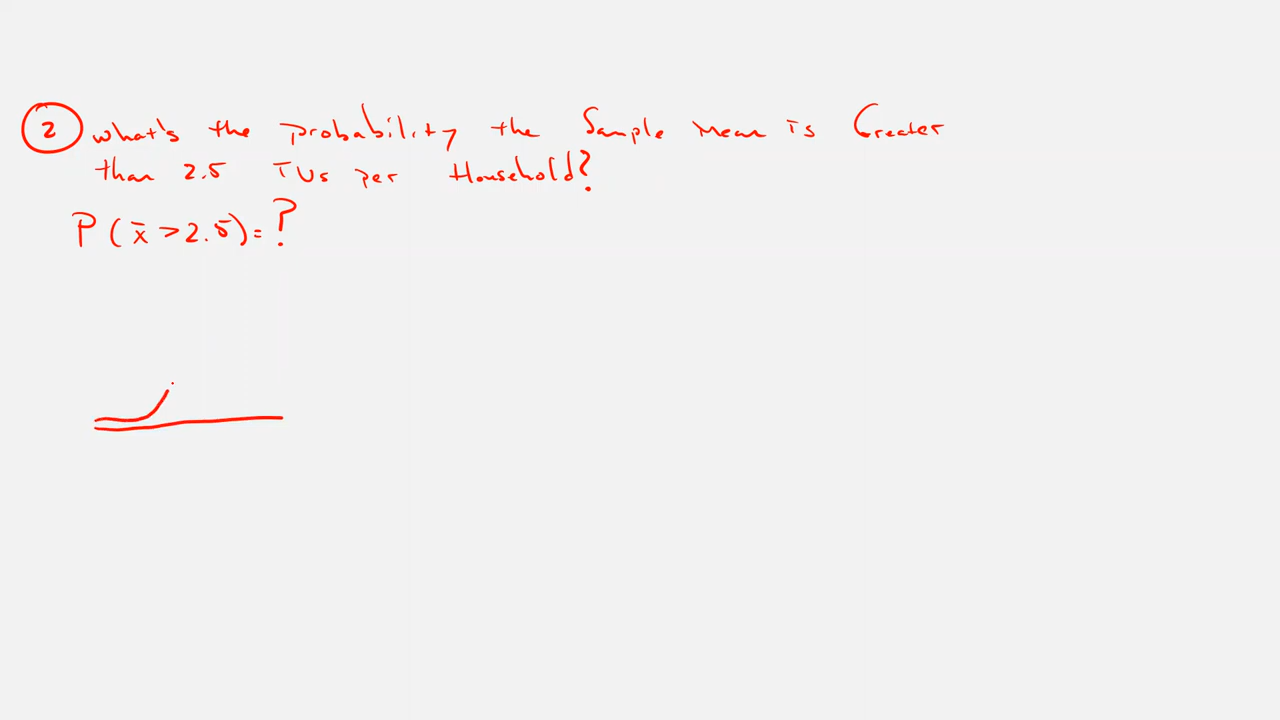 2 what's the probability the Sample Mean is Greater
than 2.5 TVs per Household?
P(x̄ >2.5)=?